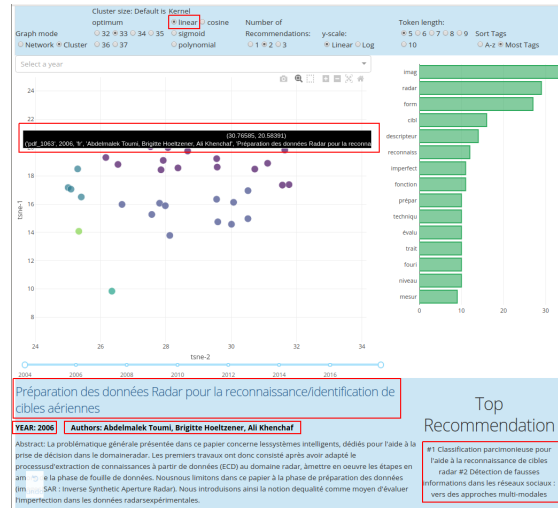 Cluster size: Default is Kernel
optimum linear cosine Number of Token length:
Graph mode 32 33 34 35 sigmoid Recommendations: y-scale: 5 6 7 8 9 Sort Tags
Network Cluster 36 37 polynomial 1 2 3 Linear Log 10 A-z Most Tags
Select a year
24
(30.76585, 20.58391)
('pdf_1063', 2006, 'fr', 'Abdelmalek Toumi, Brigitte Hoeltzener, Ali Khenchaf', 'Préparation des données Radar pour la reconna
20
18
16
14
12
10
8
tsne-1
24 26 28 30 32 34
tsne-2
2004 2006 2008 2010 2012 2014 2016
imag
radar
form
cibl
descripteur
reconnaiss
imperfect
fonction
prépar
techniqu
évalu
trait
fouri
niveau
mesur
0 10 20 30
Préparation des données Radar pour la reconnaissance/identification de
cibles aériennes
YEAR: 2006 Authors: Abdelmalek Toumi, Brigitte Hoeltzener, Ali Khenchaf
Abstract: La problématique générale présentée dans ce papier concerne lessystèmes intelligents, dédiés pour l'aide à la
prise de décision dans le domaineradar. Les premiers travaux ont donc consisté après avoir adapté le
processusd'extraction de connaissances à partir de données (ECD) au domaine radar, àmettre en oeuvre les étapes en
am e la phase de fouille de données. Nousnous limitons dans ce papier à la phase de préparation des données
(im SAR : Inverse Synthetic Aperture Radar). Nous introduisons ainsi la notion dequalité comme moyen d'évaluer
l'imperfection dans les données radarsexpérimentales.
Top
Recommendation
#1 Classification parcimonieuse pour
l'aide à la reconnaissance de cibles
radar #2 Détection de fausses
informations dans les réseaux sociaux :
vers des approches multi-modales